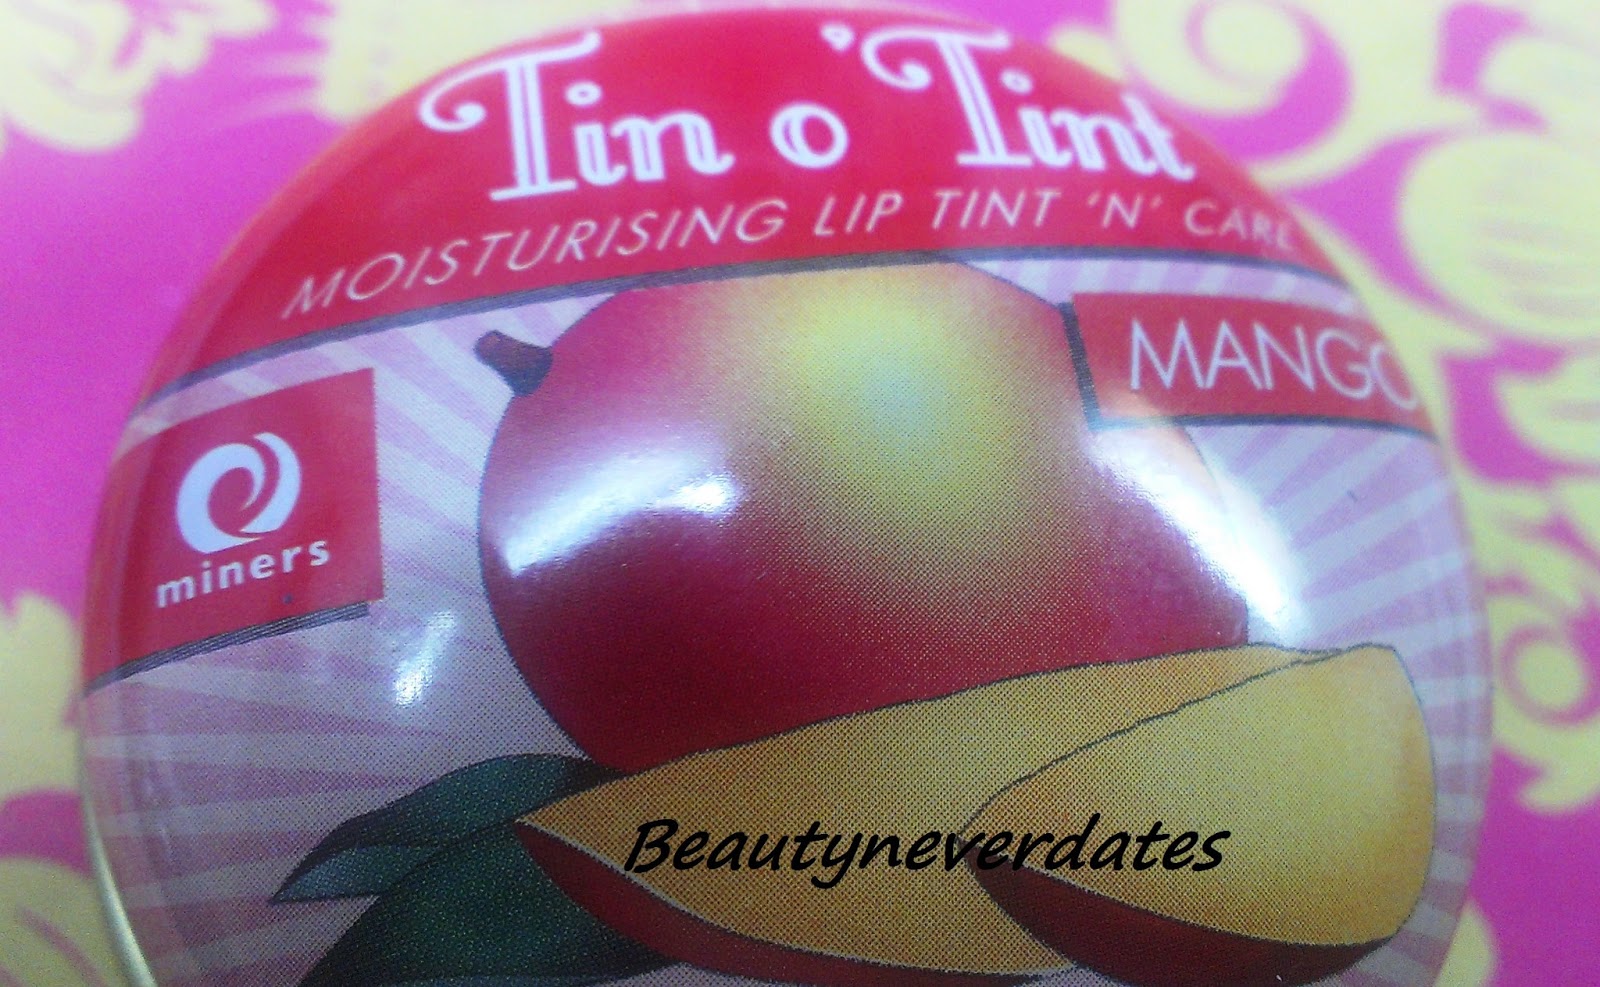 Tin o 'Tint
MOISTURISING LIP TINT 'N' CARE
MANGO
miners
Beautyneverdates